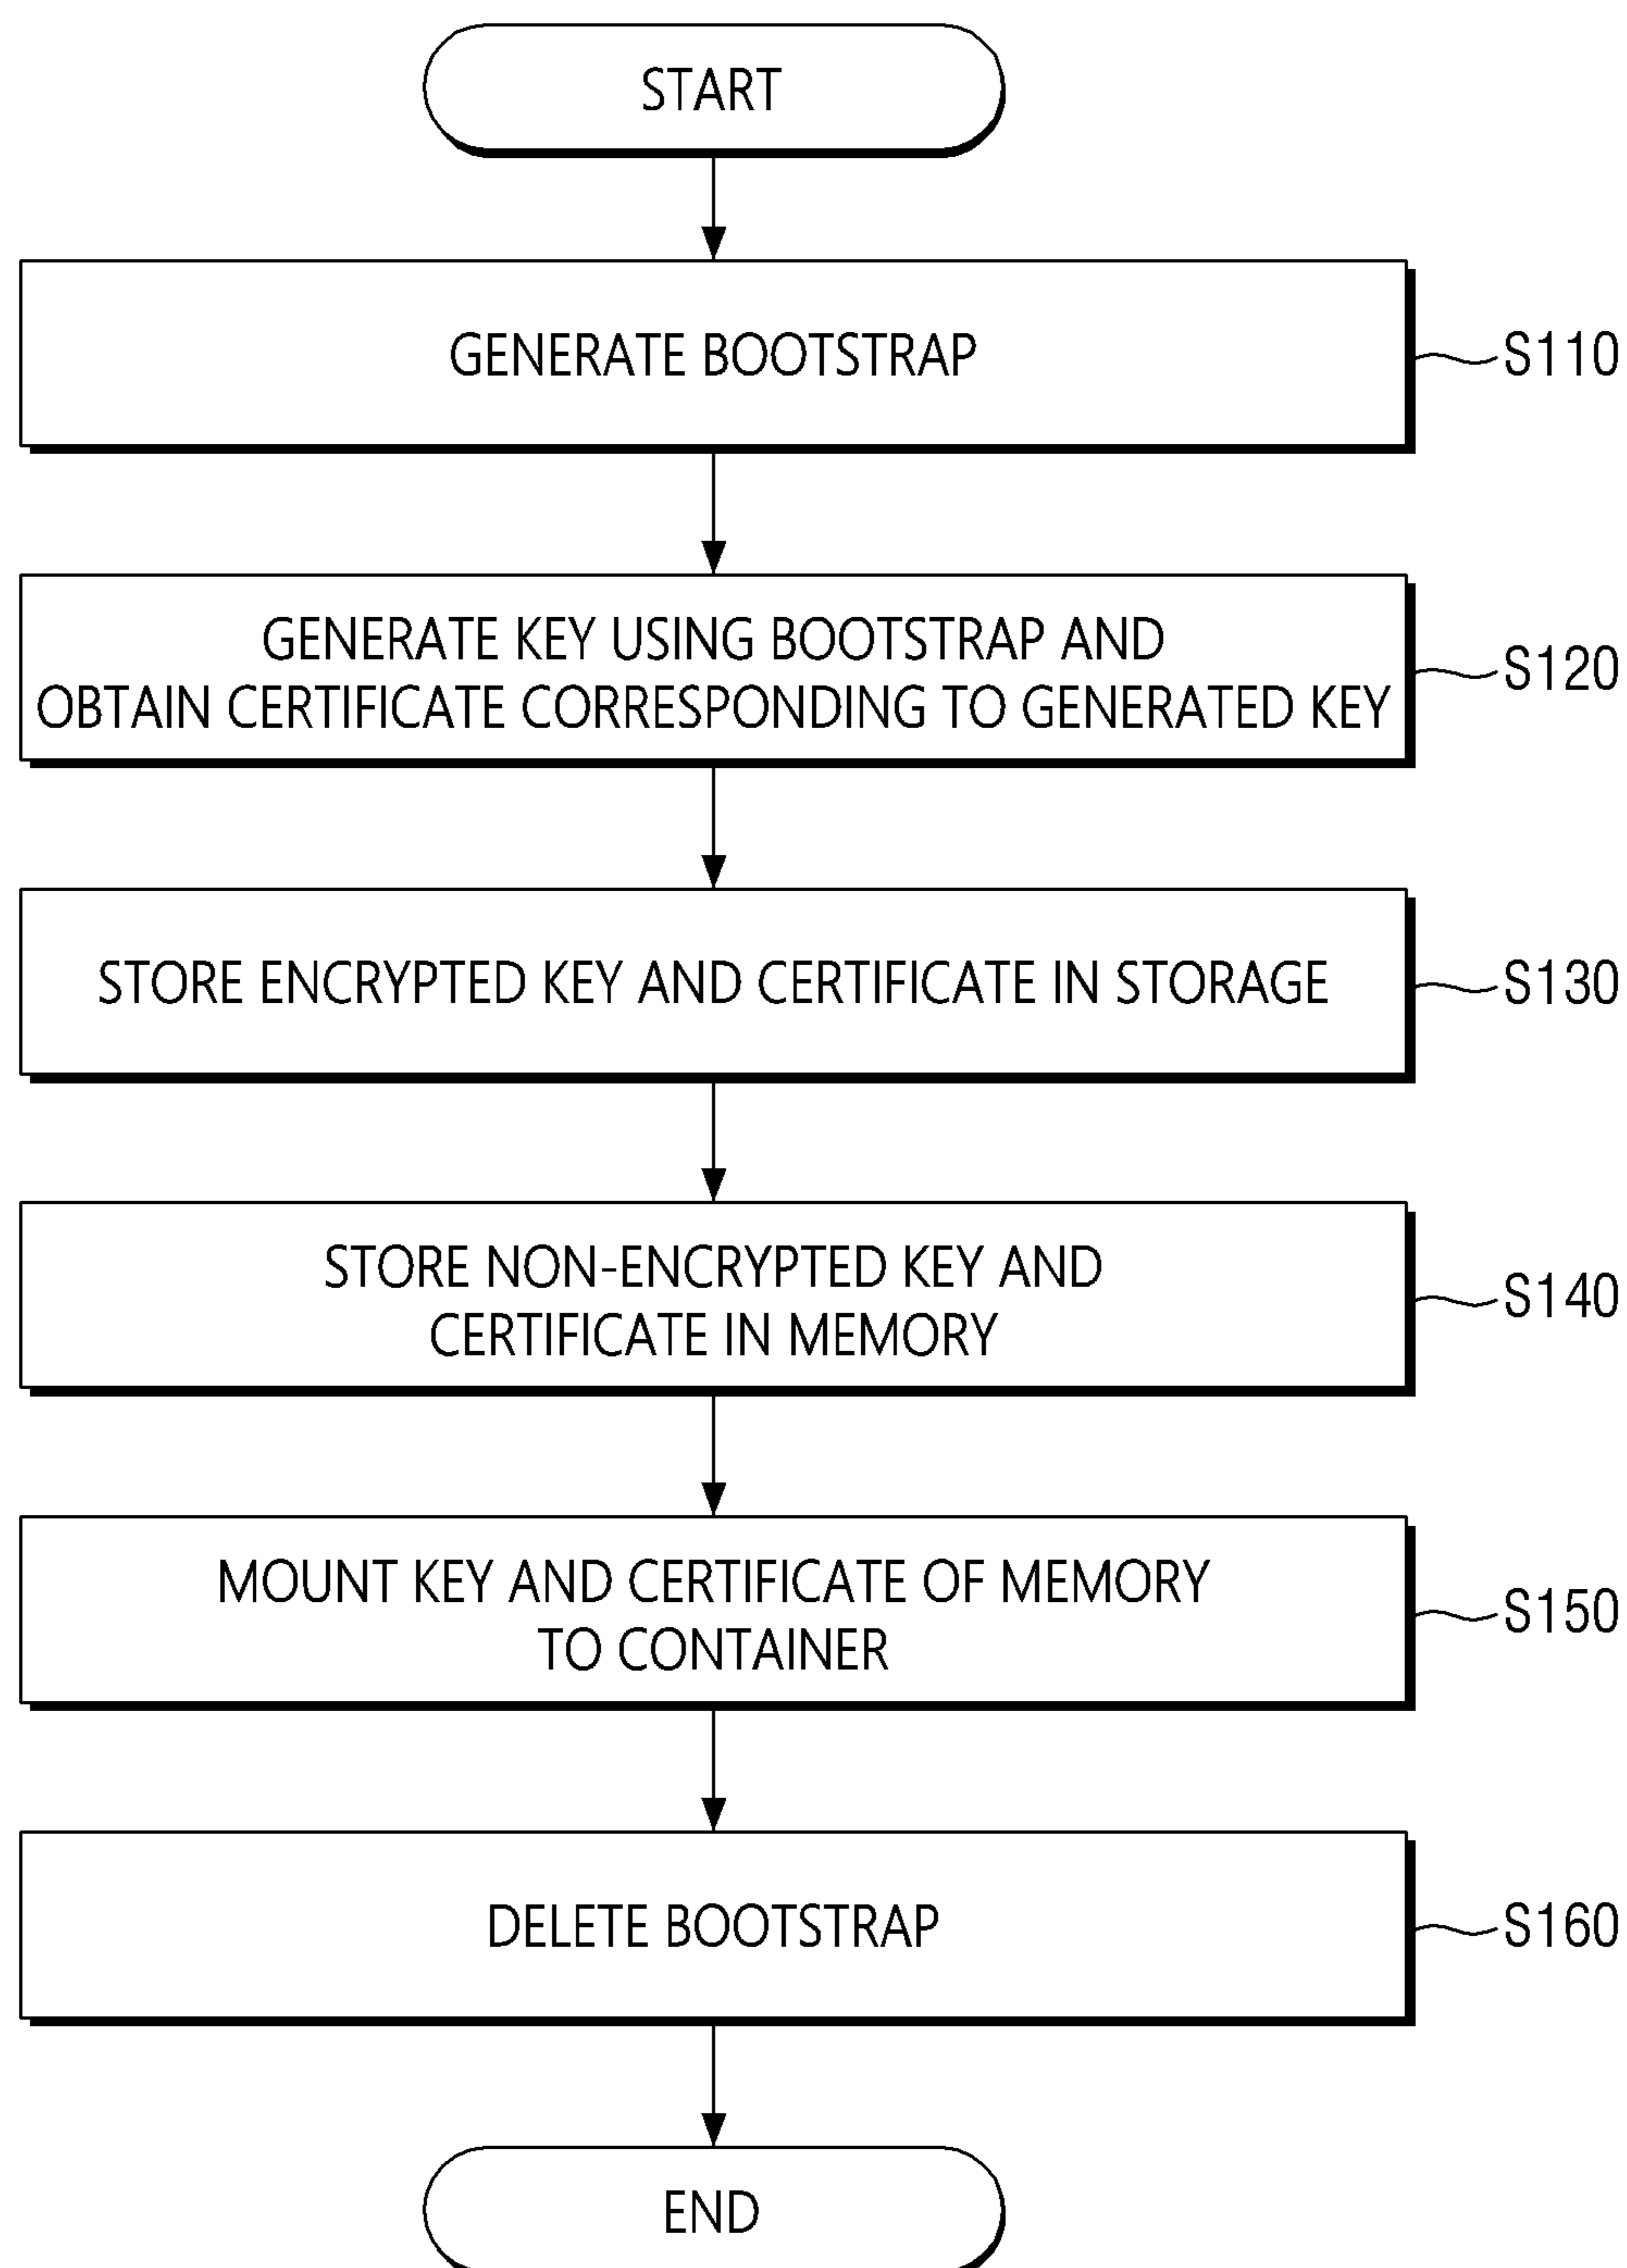 START
GENERATE BOOTSTRAP
S110
GENERATE KEY USING BOOTSTRAP AND
OBTAIN CERTIFICATE CORRESPONDING TO GENERATED KEY
S120
STORE ENCRYPTED KEY AND CERTIFICATE IN STORAGE
S130
STORE NON-ENCRYPTED KEY AND
CERTIFICATE IN MEMORY
S140
MOUNT KEY AND CERTIFICATE OF MEMORY
TO CONTAINER
S150
DELETE BOOTSTRAP
S160
END